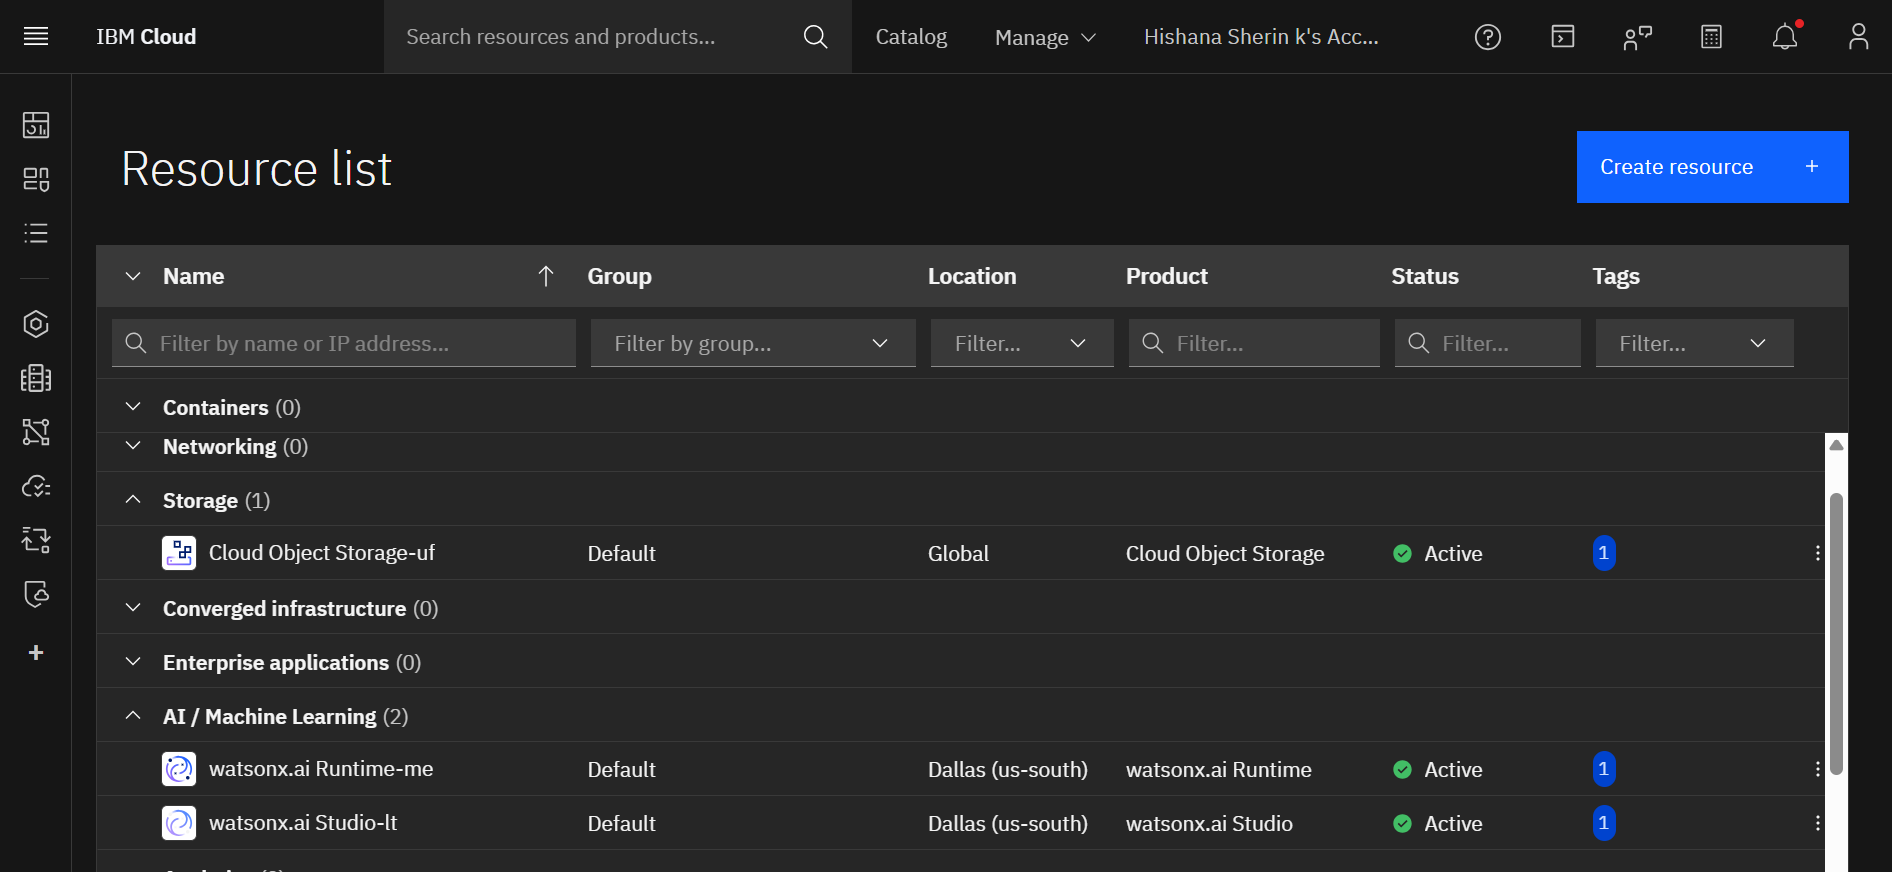 IBM Cloud
Search resources and products...
Catalog
Manage
Hishana Sherin k's Acc...
Resource list
Create resource +
Name Group Location Product Status Tags
Filter by name or IP address... Filter by group... Filter... Filter... Filter... Filter...
Containers (0)
Networking (0)
Storage (1)
Cloud Object Storage-uf Default Global Cloud Object Storage Active 1
Converged infrastructure (0)
Enterprise applications (0)
AI / Machine Learning (2)
watsonx.ai Runtime-me Default Dallas (us-south) watsonx.ai Runtime Active 1
watsonx.ai Studio-lt Default Dallas (us-south) watsonx.ai Studio Active 1